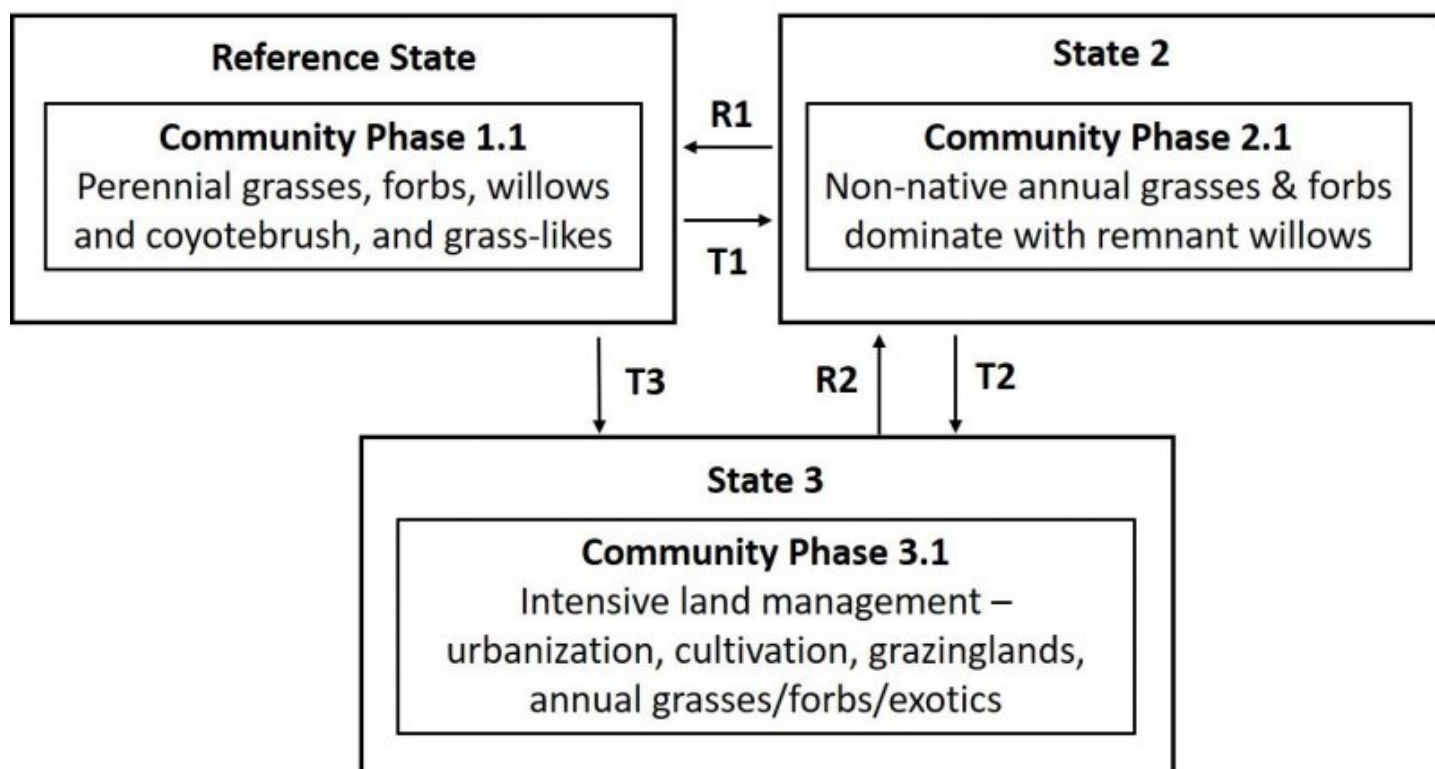 Reference State
Community Phase 1.1
Perennial grasses, forbs, willows
and coyotebrush, and grass-likes
R1
T1
State 2
Community Phase 2.1
Non-native annual grasses & forbs
dominate with remnant willows
T3
R2
T2
State 3
Community Phase 3.1
Intensive land management –
urbanization, cultivation, grazinglands,
annual grasses/forbs/exotics